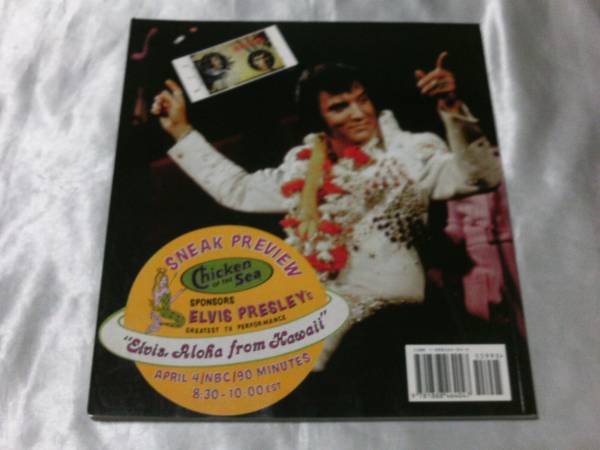 SNEAK PREVIEW
Chicken
OF THE Sea
SPONSORS
ELVIS PRESLEY's
GREATEST TV PERFORMANCE
"Elvis, Aloha from Hawaii"
APRIL 4/NBC/90 MINUTES
8:30-10:00 EST